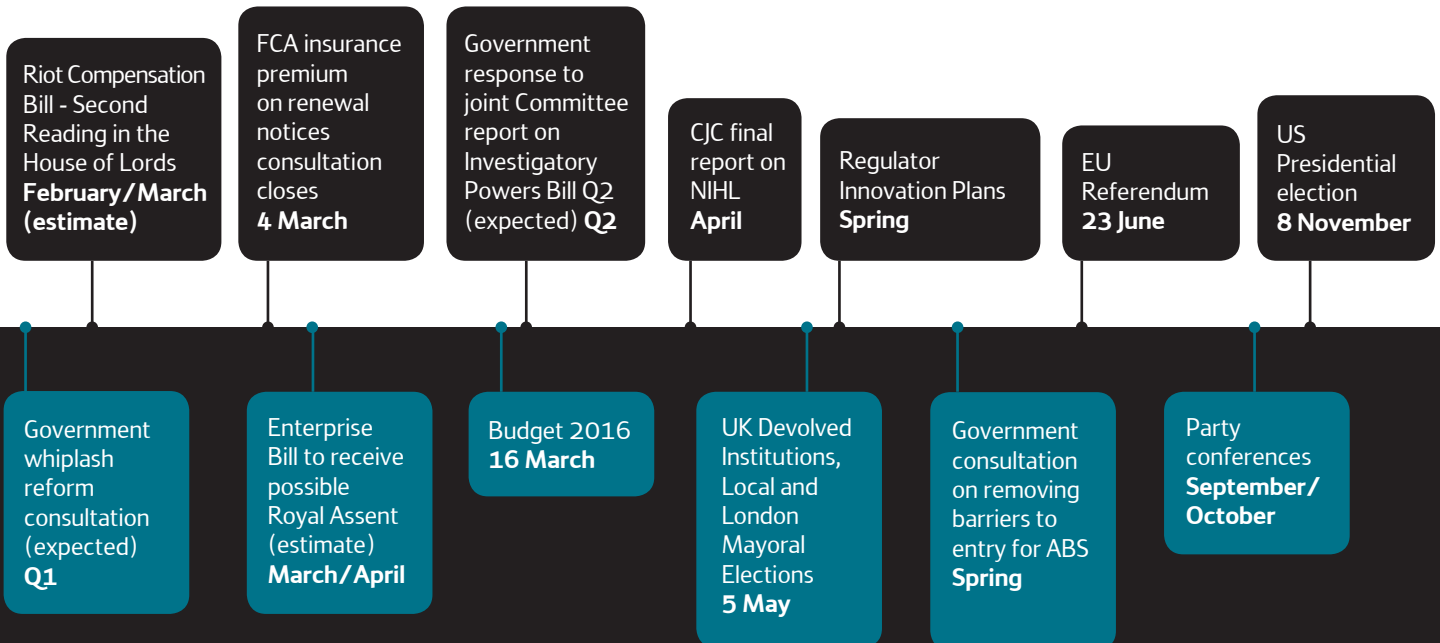 Riot Compensation
Bill - Second
Reading in the
House of Lords
February/March
(estimate)
FCA insurance
premium
on renewal
notices
consultation
closes
4 March
Government
response to
joint Committee
report on
Investigatory
Powers Bill Q2
(expected) Q2
CJC final
report on
NIHL
April
Regulator
Innovation Plans
Spring
EU
Referendum
23 June
US
Presidential
election
8 November
Government
whiplash
reform
consultation
(expected)
Q1
Enterprise
Bill to receive
possible
Royal Assent
(estimate)
March/April
Budget 2016
16 March
UK Devolved
Institutions,
Local and
London
Mayoral
Elections
5 May
Government
consultation
on removing
barriers to
entry for ABS
Spring
Party
conferences
September/
October